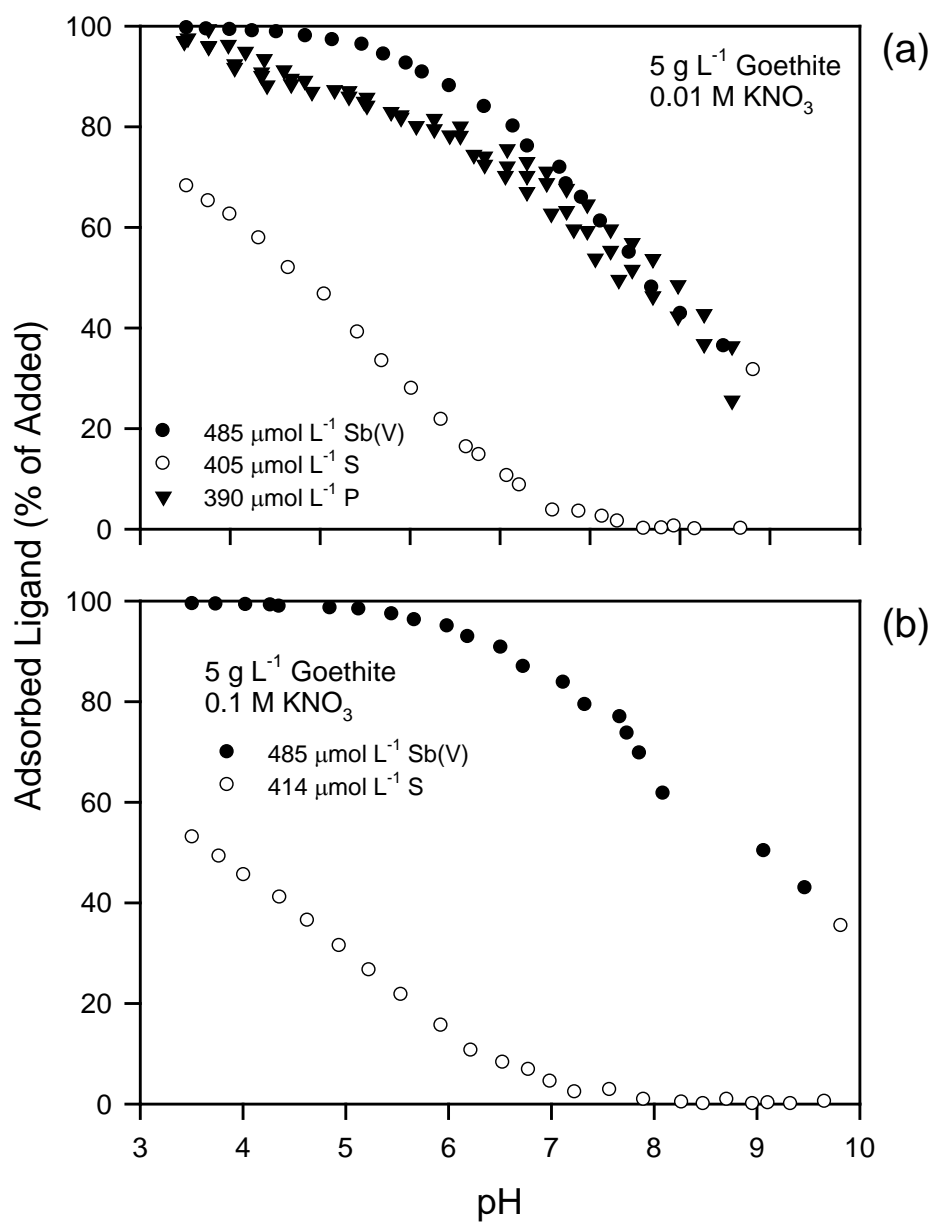 Adsorbed Ligand (% of Added)
(a)
100
80
60
40
20
0
5 g L⁻¹ Goethite
0.01 M KNO₃
485 μmol L⁻¹ Sb(V)
405 μmol L⁻¹ S
390 μmol L⁻¹ P
(b)
100
80
60
40
20
0
5 g L⁻¹ Goethite
0.1 M KNO₃
485 μmol L⁻¹ Sb(V)
414 μmol L⁻¹ S
3 4 5 6 7 8 9 10
pH